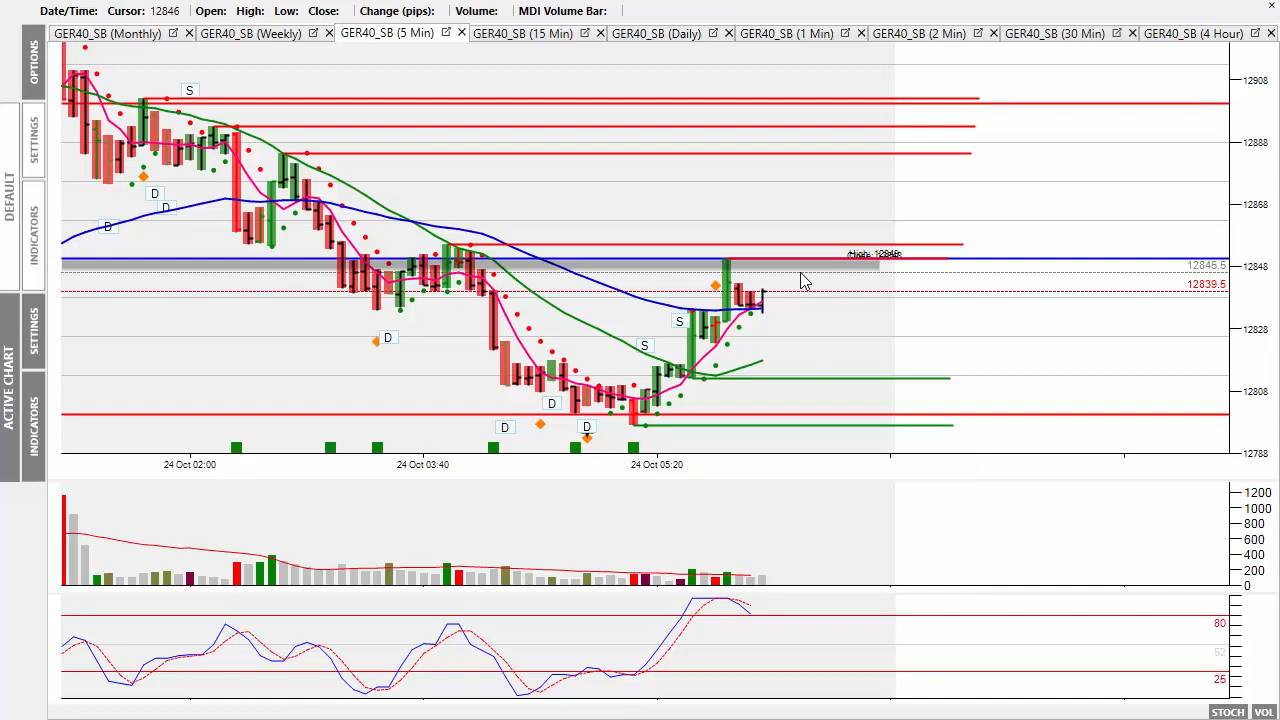 Date/Time: Cursor: 12846 Open: High: Low: Close: Change (pips): Volume: MDI Volume Bar:
GER40_SB (Monthly) GER40_SB (Weekly) GER40_SB (5 Min) GER40_SB (15 Min) GER40_SB (Daily) GER40_SB (1 Min) GER40_SB (2 Min) GER40_SB (30 Min) GER40_SB (4 Hour)
OPTIONS
SETTINGS
INDICATORS
DEFAULT
SETTINGS
INDICATORS
ACTIVE CHART
12908
12888
12868
12848
12845.5
12839.5
12828
12808
12788
S
D
D
D
D
S
S
D
D
D
24 Oct 02:00 24 Oct 03:40 24 Oct 05:20
1200
1000
800
600
400
200
0
80
52
25
STOCH VOL